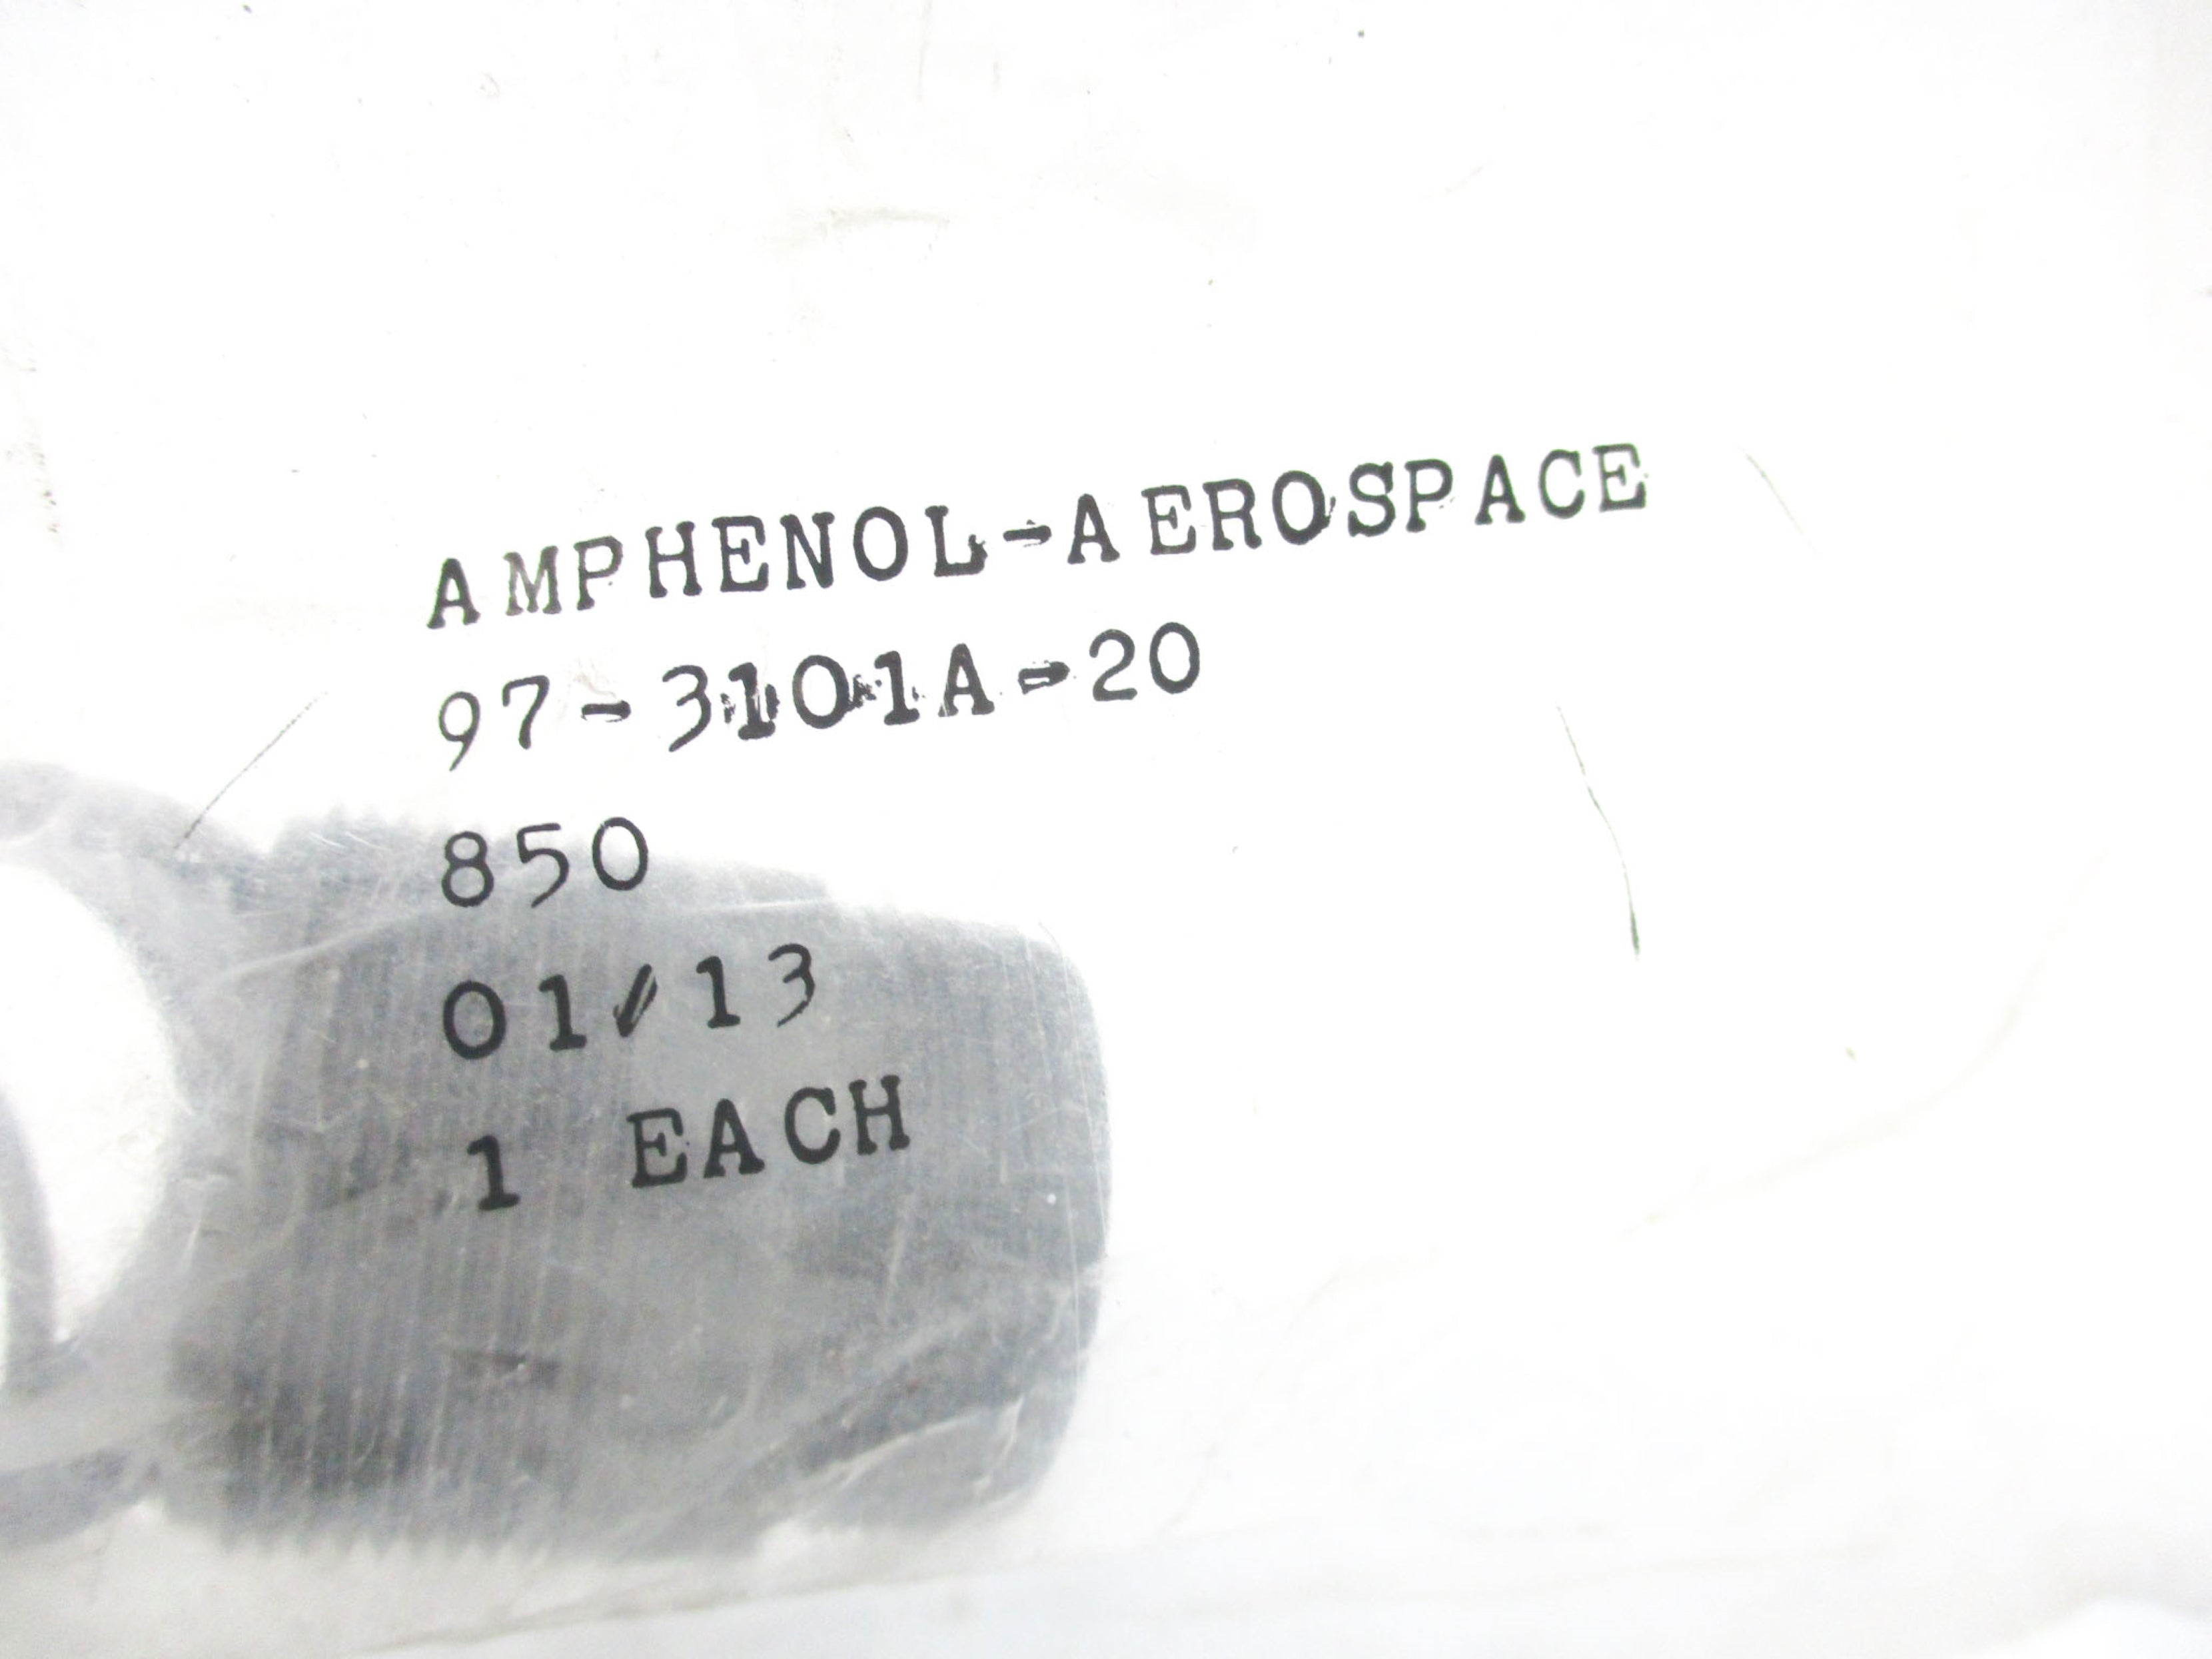 AMPHENOL-AEROSPACE
97-3101A-20
850
01/13
1 EACH